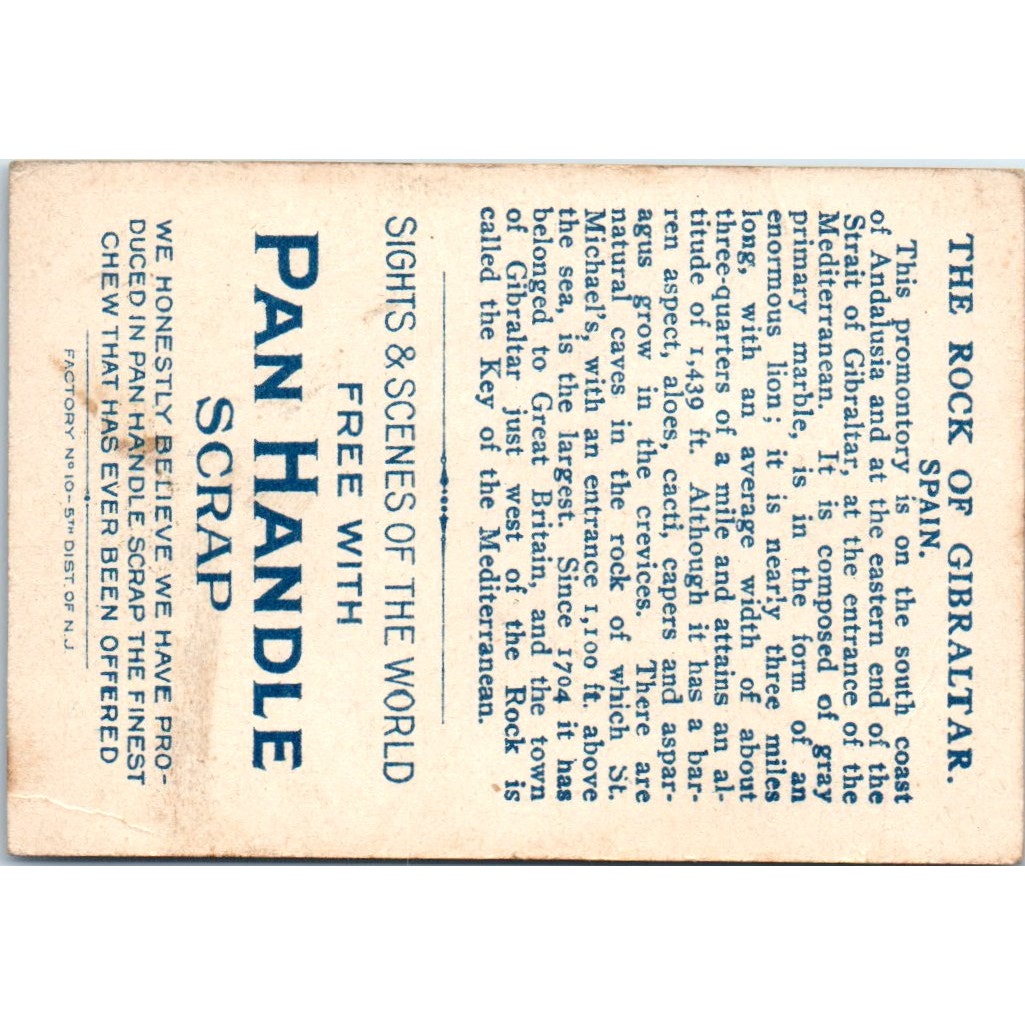 THE ROCK OF GIBRALTAR.
SPAIN.
This promontory is on the south coast
of Andalusia and at the eastern end of the
Strait of Gibraltar, at the entrance of the
Mediterranean. It is composed of gray
primary marble, is in the form of an
enormous lion; it is nearly three miles
long, with an average width of about
three-quarters of a mile and attains an al-
titude of 1,439 ft. Although it has a bar-
ren aspect, aloes, cacti, capers and aspar-
agus grow in the crevices. There are
natural caves in the rock of which St.
Michael's, with an entrance 1,100 ft. above
the sea, is the largest. Since 1704 it has
belonged to Great Britain, and the town
of Gibraltar just west of the Rock is
called the Key of the Mediterranean.
SIGHTS & SCENES OF THE WORLD
FREE WITH
PAN HANDLE
SCRAP
WE HONESTLY BELIEVE WE HAVE PRO-
DUCED IN PAN HANDLE SCRAP THE FINEST
CHEW THAT HAS EVER BEEN OFFERED
FACTORY No 10-5TH DIST. OF N.J.